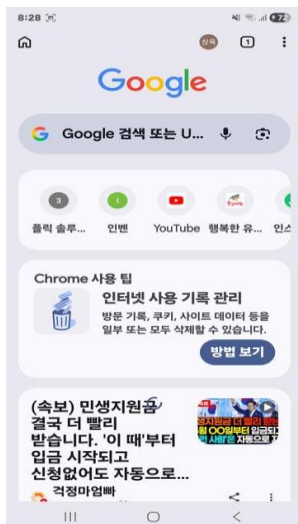 8:28
72
상욱
1
Google
Google 검색 또는 U...
3
플릭 솔루...
I
인벤
YouTube
행복한 유...
인스
Chrome 사용 팁
인터넷 사용 기록 관리
방문 기록, 쿠키, 사이트 데이터 등을
일부 또는 모두 삭제할 수 있습니다.
방법 보기
(속보) 민생지원금
결국 더 빨리
받습니다. '이 때'부터
입금 시작되고
신청없어도 자동으로...
걱정마엄빠